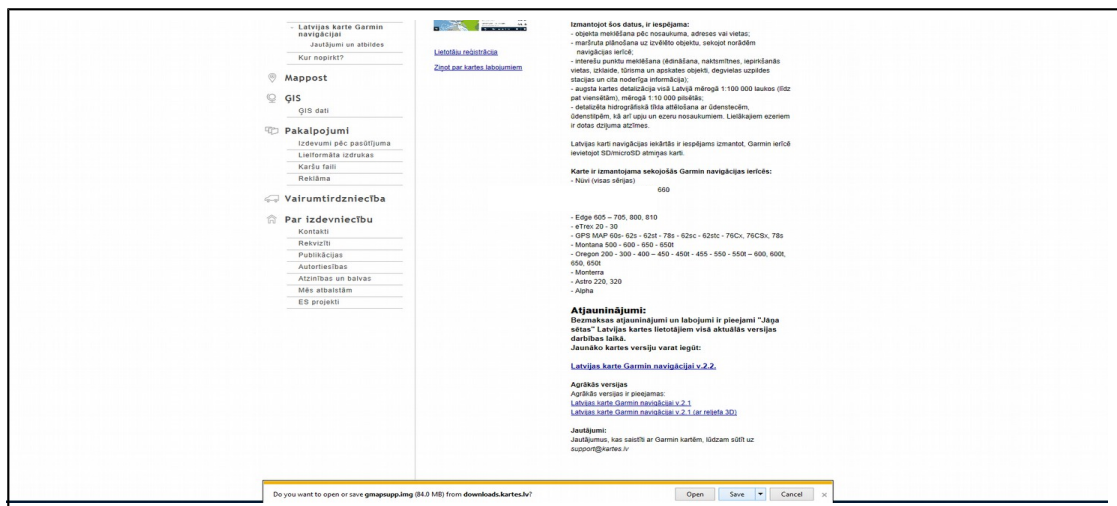 - Latvijas karte Garmin
navigācijai
Jautājumi un atbildes
Kur nopirkt?
Mappost
ĢIS
ĢIS dati
Pakalpojumi
Izdevumi pēc pasūtījuma
Lielformāta izdrukas
Karšu faili
Reklāma
Vairumtirdzniecība
Par izdevniecību
Kontakti
Rekvizīti
Publikācijas
Autortiesības
Atzinības un balvas
Mēs atbalstām
ES projekti
Lietotāju reģistrācija
Ziņot par kartes labojumiem
Izmantojot šos datus, ir iespējama:
- objekta meklēšana pēc nosaukuma, adreses vai vietas;
- maršruta plānošana uz izvēlēto objektu, sekojot norādēm
navigācijas ierīcē;
- interešu punktu meklēšana (ēdināšana, naktsmītnes, iepirkšanās
vietas, izklaide, tūrisma un apskates objekti, degvielas uzpildes
stacijas un cita noderīga informācija);
- augsta kartes detalizācija visā Latvijā mērogā 1:100 000 laukos (līdz
pat viensētām), mērogā 1:10 000 pilsētās;
- detalizēta hidrogrāfiskā tīkla attēlošana ar ūdenstecēm,
ūdenstilpēm, kā arī upju un ezeru nosaukumiem. Lielākajiem ezeriem
ir dotas dziļuma atzīmes.
Latvijas karti navigācijas iekārtās ir iespējams izmantot, Garmin ierīcē
ievietojot SD/microSD atmiņas karti.
Karte ir izmantojama sekojošās Garmin navigācijas ierīcēs:
- Nüvi (visas sērijas)
660
- Edge 605 – 705, 800, 810
- eTrex 20 - 30
- GPS MAP 60s- 62s - 62st - 78s - 62sc - 62stc - 76Cx, 76CSx, 78s
- Montana 500 - 600 - 650 - 650t
- Oregon 200 - 300 - 400 – 450 - 450t - 455 - 550 - 550t – 600, 600t,
650, 650t
- Monterra
- Astro 220, 320
- Alpha
Atjauninājumi:
Bezmaksas atjauninājumi un labojumi ir pieejami "Jāņa
sētas" Latvijas kartes lietotājiem visā aktuālās versijas
darbības laikā.
Jaunāko kartes versiju varat iegūt:
Latvijas karte Garmin navigācijai v.2.2.
Agrākās versijas
Agrākās versijas ir pieejamas:
Latvijas karte Garmin navigācijai v.2.1
Latvijas karte Garmin navigācijai v.2.1 (ar reljefa 3D)
Jautājumi:
Jautājumus, kas saistīti ar Garmin kartēm, lūdzam sūtīt uz
support@kartes.lv
Do you want to open or save gmapsupp.img (84.0 MB) from downloads.kartes.lv?
Open
Save
Cancel